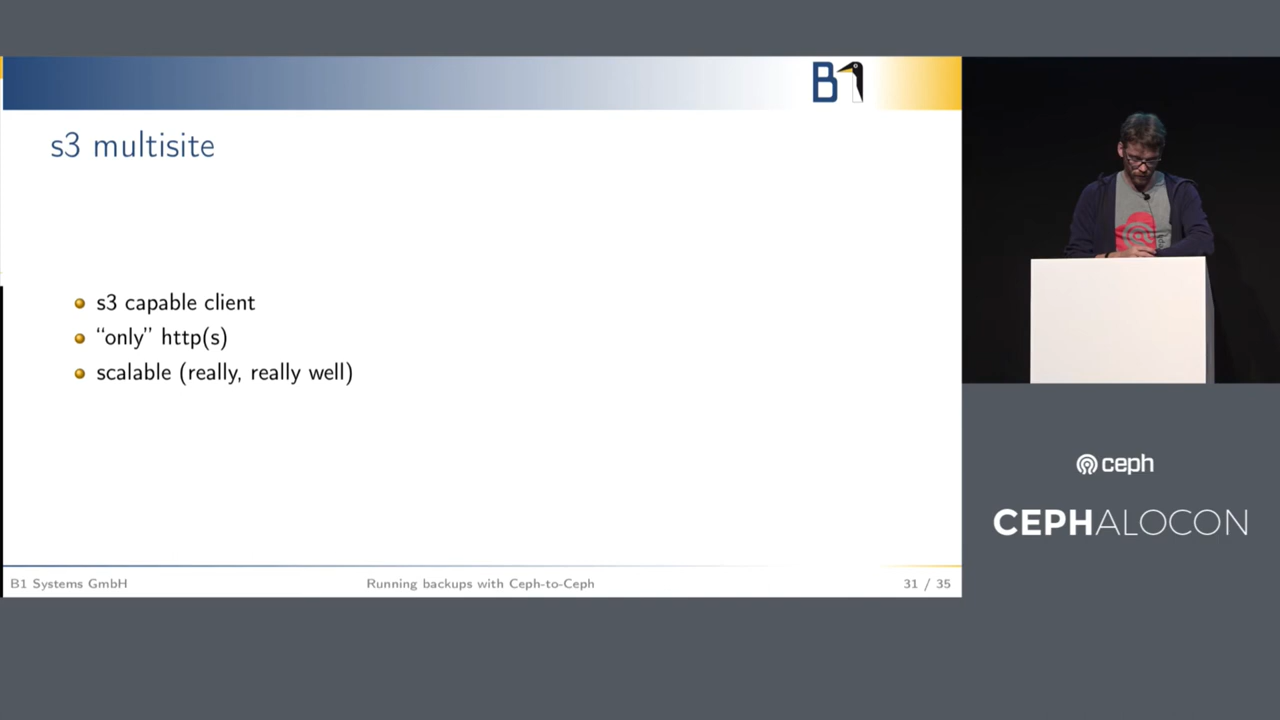 B1
s3 multisite
s3 capable client
“only” http(s)
scalable (really, really well)
B1 Systems GmbH
Running backups with Ceph-to-Ceph
31 / 35
ceph
CEPHALOCON